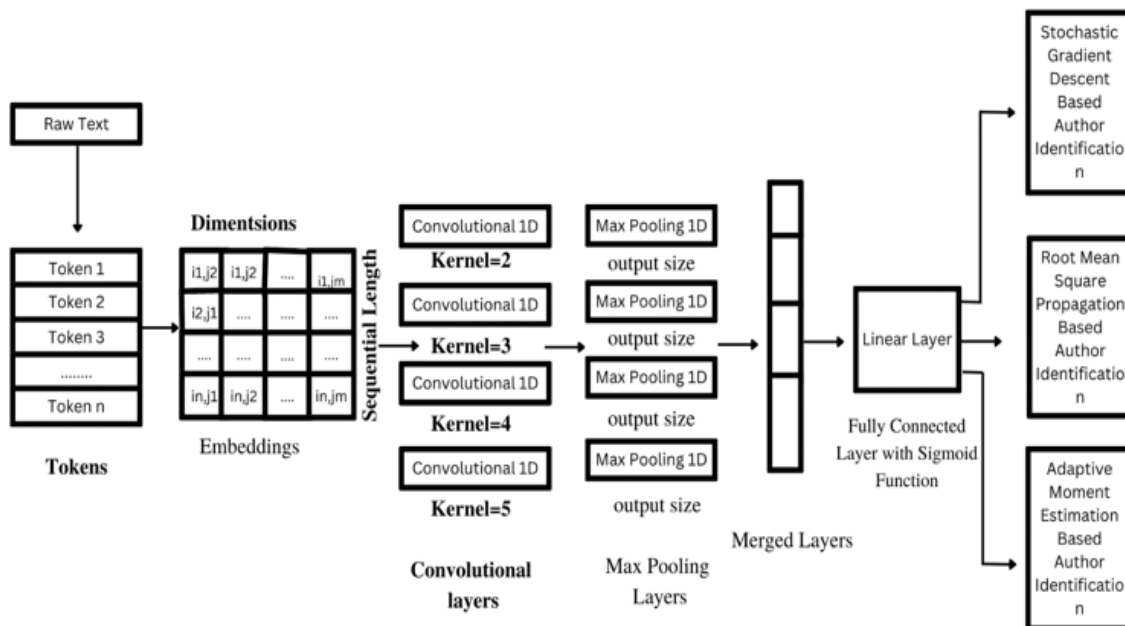 Raw Text
Token 1
Token 2
Token 3
........
Token n
Tokens
Dimentsions
i1,j2 i1,j2 .... i1,jm
i2,j1 .... .... ....
.... .... .... ....
in,j1 in,j2 .... in,jm
Embeddings
Sequential Length
Convolutional 1D
Kernel=2
Convolutional 1D
Kernel=3
Convolutional 1D
Kernel=4
Convolutional 1D
Kernel=5
Convolutional
layers
Max Pooling 1D
output size
Max Pooling 1D
output size
Max Pooling 1D
output size
Max Pooling 1D
output size
Max Pooling
Layers
Merged Layers
Linear Layer
Fully Connected
Layer with Sigmoid
Function
Stochastic
Gradient
Descent
Based
Author
Identificatio
n
Root Mean
Square
Propagation
Based
Author
Identificatio
n
Adaptive
Moment
Estimation
Based
Author
Identificatio
n